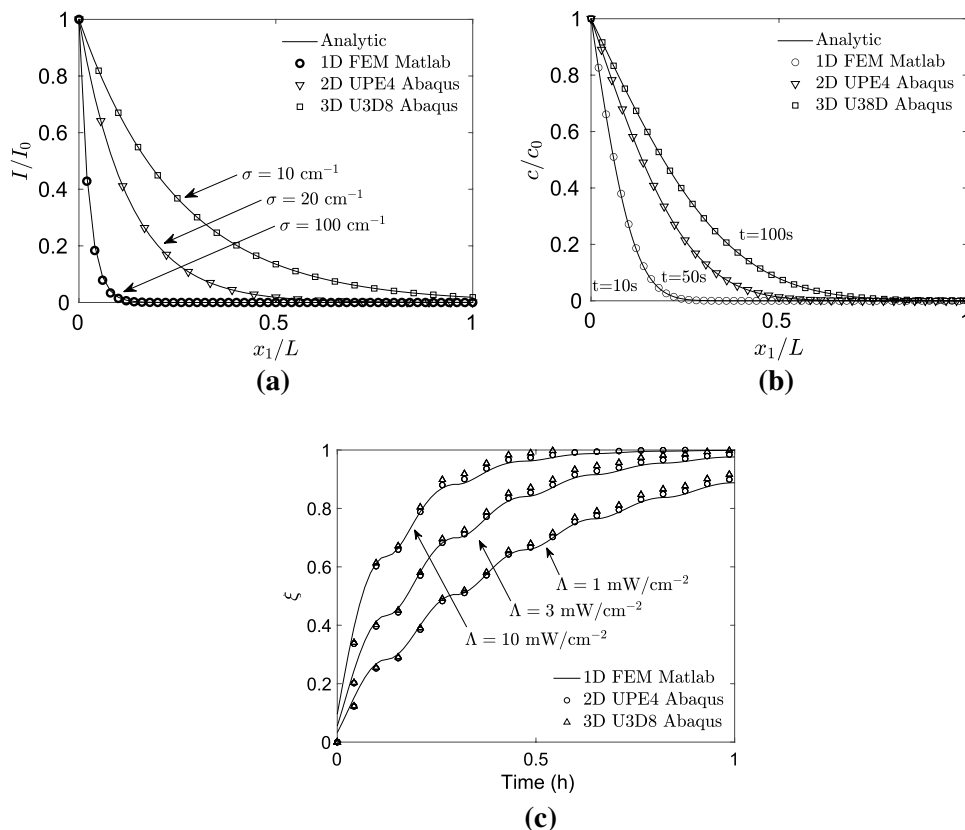 (a)
1
0.8
0.6
0.4
0.2
0
I/I₀
Analytic
1D FEM Matlab
2D UPE4 Abaqus
3D U3D8 Abaqus
σ = 10 cm⁻¹
σ = 20 cm⁻¹
σ = 100 cm⁻¹
0 0.5 1
x₁/L
(a)
(b)
1
0.8
0.6
0.4
0.2
0
c/c₀
Analytic
1D FEM Matlab
2D UPE4 Abaqus
3D U38D Abaqus
t=100s
t=50s
t=10s
0 0.5 1
x₁/L
(b)
1
0.8
0.6
0.4
0.2
0
ξ
Λ = 1 mW/cm⁻²
Λ = 3 mW/cm⁻²
Λ = 10 mW/cm⁻²
1D FEM Matlab
2D UPE4 Abaqus
3D U3D8 Abaqus
0 0.5 1
Time (h)
(c)